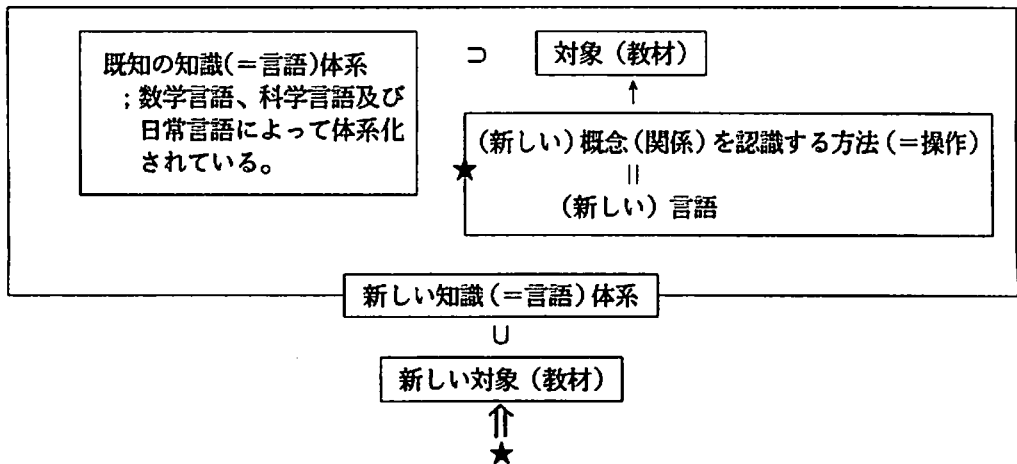 既知の知識(=言語)体系
；数学言語、科学言語及び
日常言語によって体系化
されている。
⊃
対象（教材）
↑
（新しい）概念（関係）を認識する方法（＝操作）
||
（新しい）言語
★
新しい知識（＝言語）体系
∪
新しい対象（教材）
⇑
★